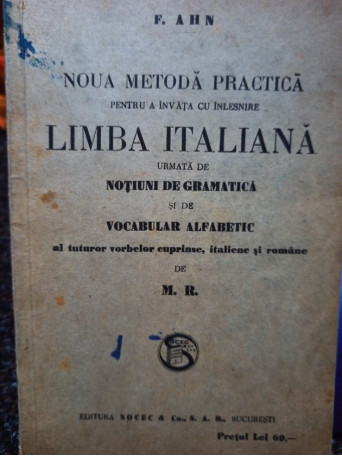 F. AHN
NOUA METODĂ PRACTICĂ
PENTRU A ÎNVĂȚA CU ÎNLESNIRE
LIMBA ITALIANĂ
URMATĂ DE
NOȚIUNI DE GRAMATICĂ
ȘI DE
VOCABULAR ALFABETIC
al tuturor vorbelor cuprinse, italiene și române
DE
M. R.
SOCEC
EDITURA SOCEC & Co., S. A. R., BUCUREȘTI
Prețul Lei 60,—